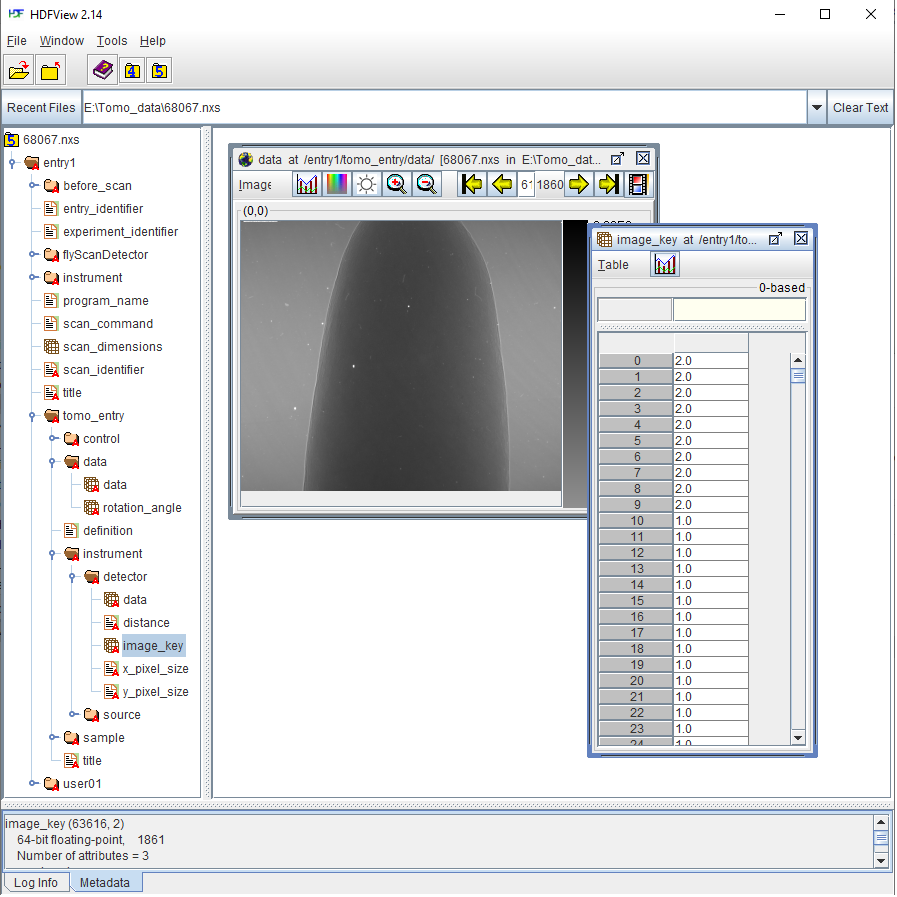 HDFView 2.14
File Window Tools Help
4 5
Recent Files E:\Tomo_data\68067.nxs Clear Text
5 68067.nxs
entry1
before_scan
entry_identifier
experiment_identifier
flyScanDetector
instrument
program_name
scan_command
scan_dimensions
scan_identifier
title
tomo_entry
control
data
data
rotation_angle
definition
instrument
detector
data
distance
image_key
x_pixel_size
y_pixel_size
source
sample
title
user01
data at /entry1/tomo_entry/data/ [68067.nxs in E:\Tomo_dat...
Image 1860
(0,0)
image_key at /entry1/to...
Table
0-based
0 2.0
1 2.0
2 2.0
3 2.0
4 2.0
5 2.0
6 2.0
7 2.0
8 2.0
9 2.0
10 1.0
11 1.0
12 1.0
13 1.0
14 1.0
15 1.0
16 1.0
17 1.0
18 1.0
19 1.0
20 1.0
21 1.0
22 1.0
23 1.0
24 1.0
image_key (63616, 2)
64-bit floating-point, 1861
Number of attributes = 3
Log Info Metadata